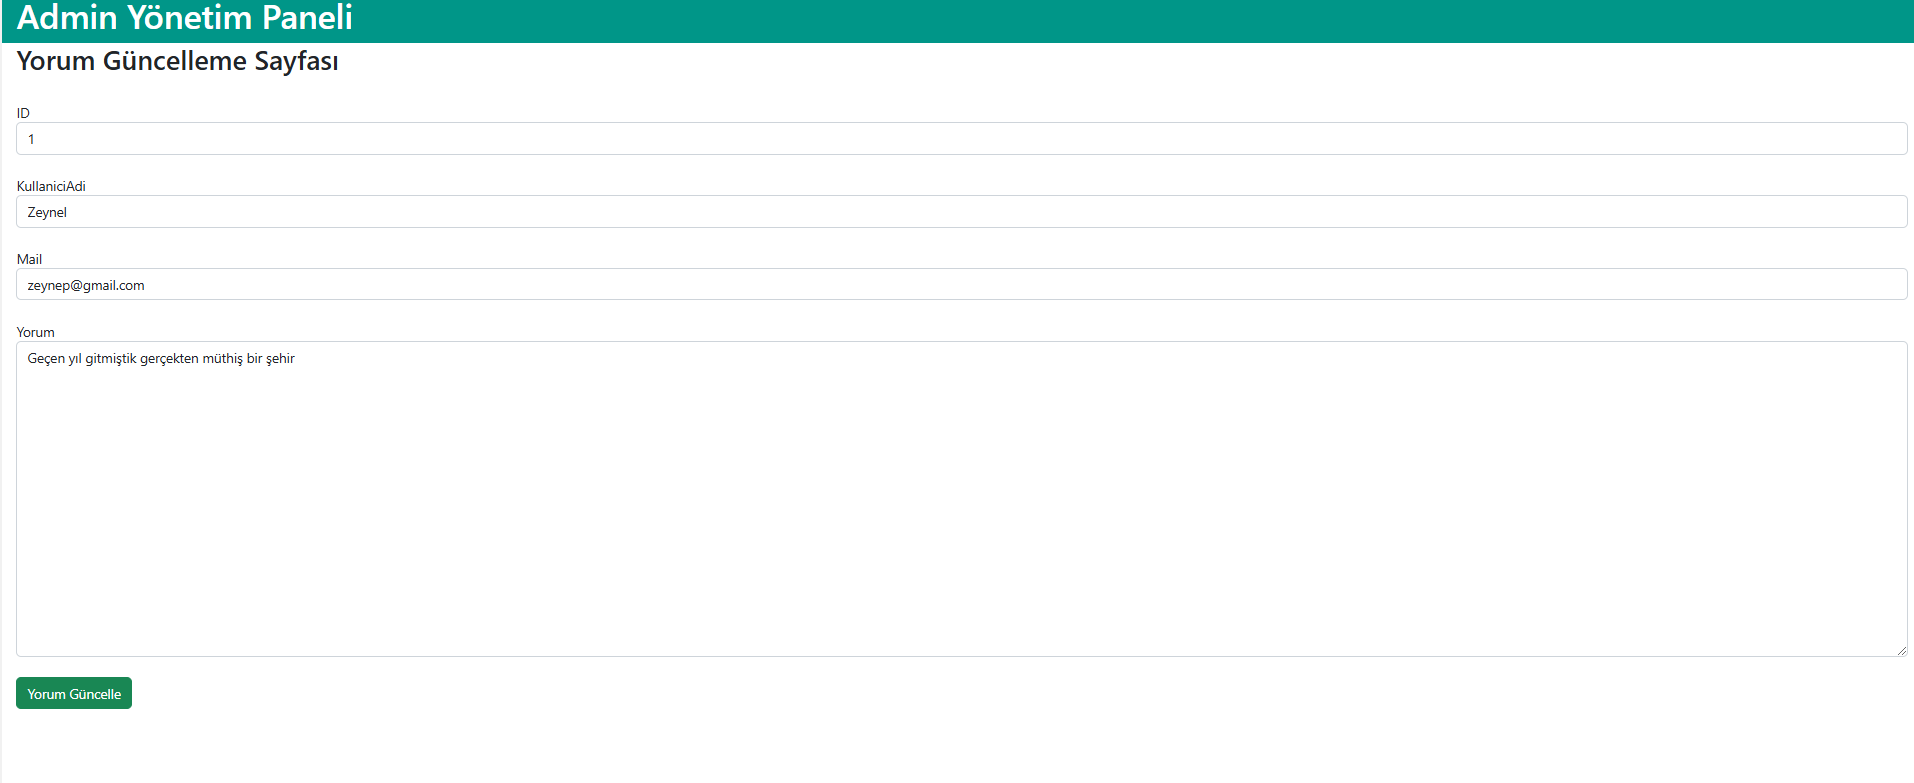 Admin Yönetim Paneli
Yorum Güncelleme Sayfası
ID
1
KullaniciAdi
Zeynel
Mail
zeynep@gmail.com
Yorum
Geçen yıl gitmiştik gerçekten müthiş bir şehir
Yorum Güncelle